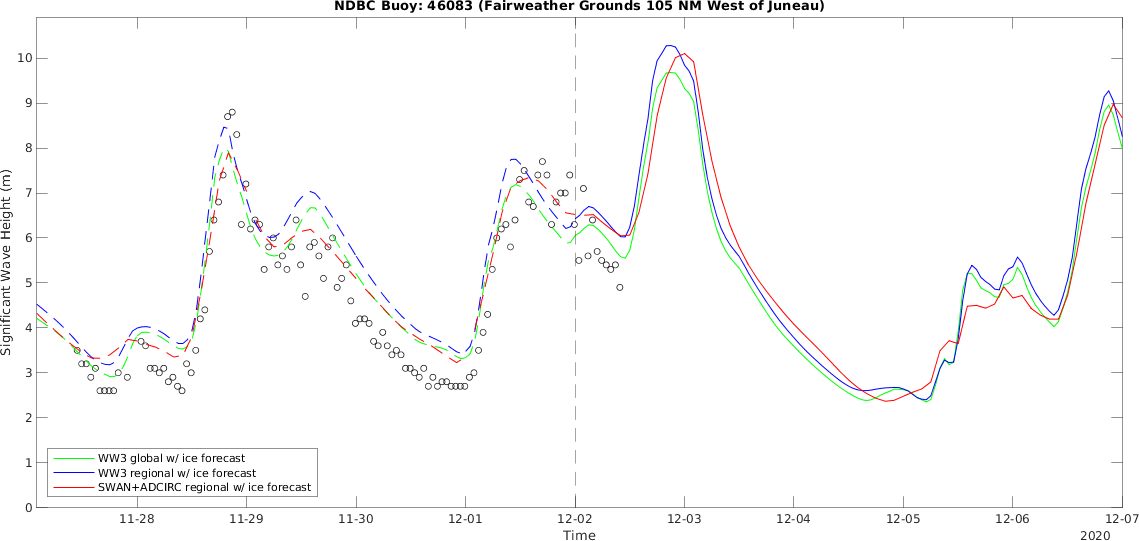 NDBC Buoy: 46083 (Fairweather Grounds 105 NM West of Juneau)
Significant Wave Height (m)
10
9
8
7
6
5
4
3
2
1
0
WW3 global w/ ice forecast
WW3 regional w/ ice forecast
SWAN+ADCIRC regional w/ ice forecast
11-28 11-29 11-30 12-01 12-02 12-03 12-04 12-05 12-06 12-07
Time 2020